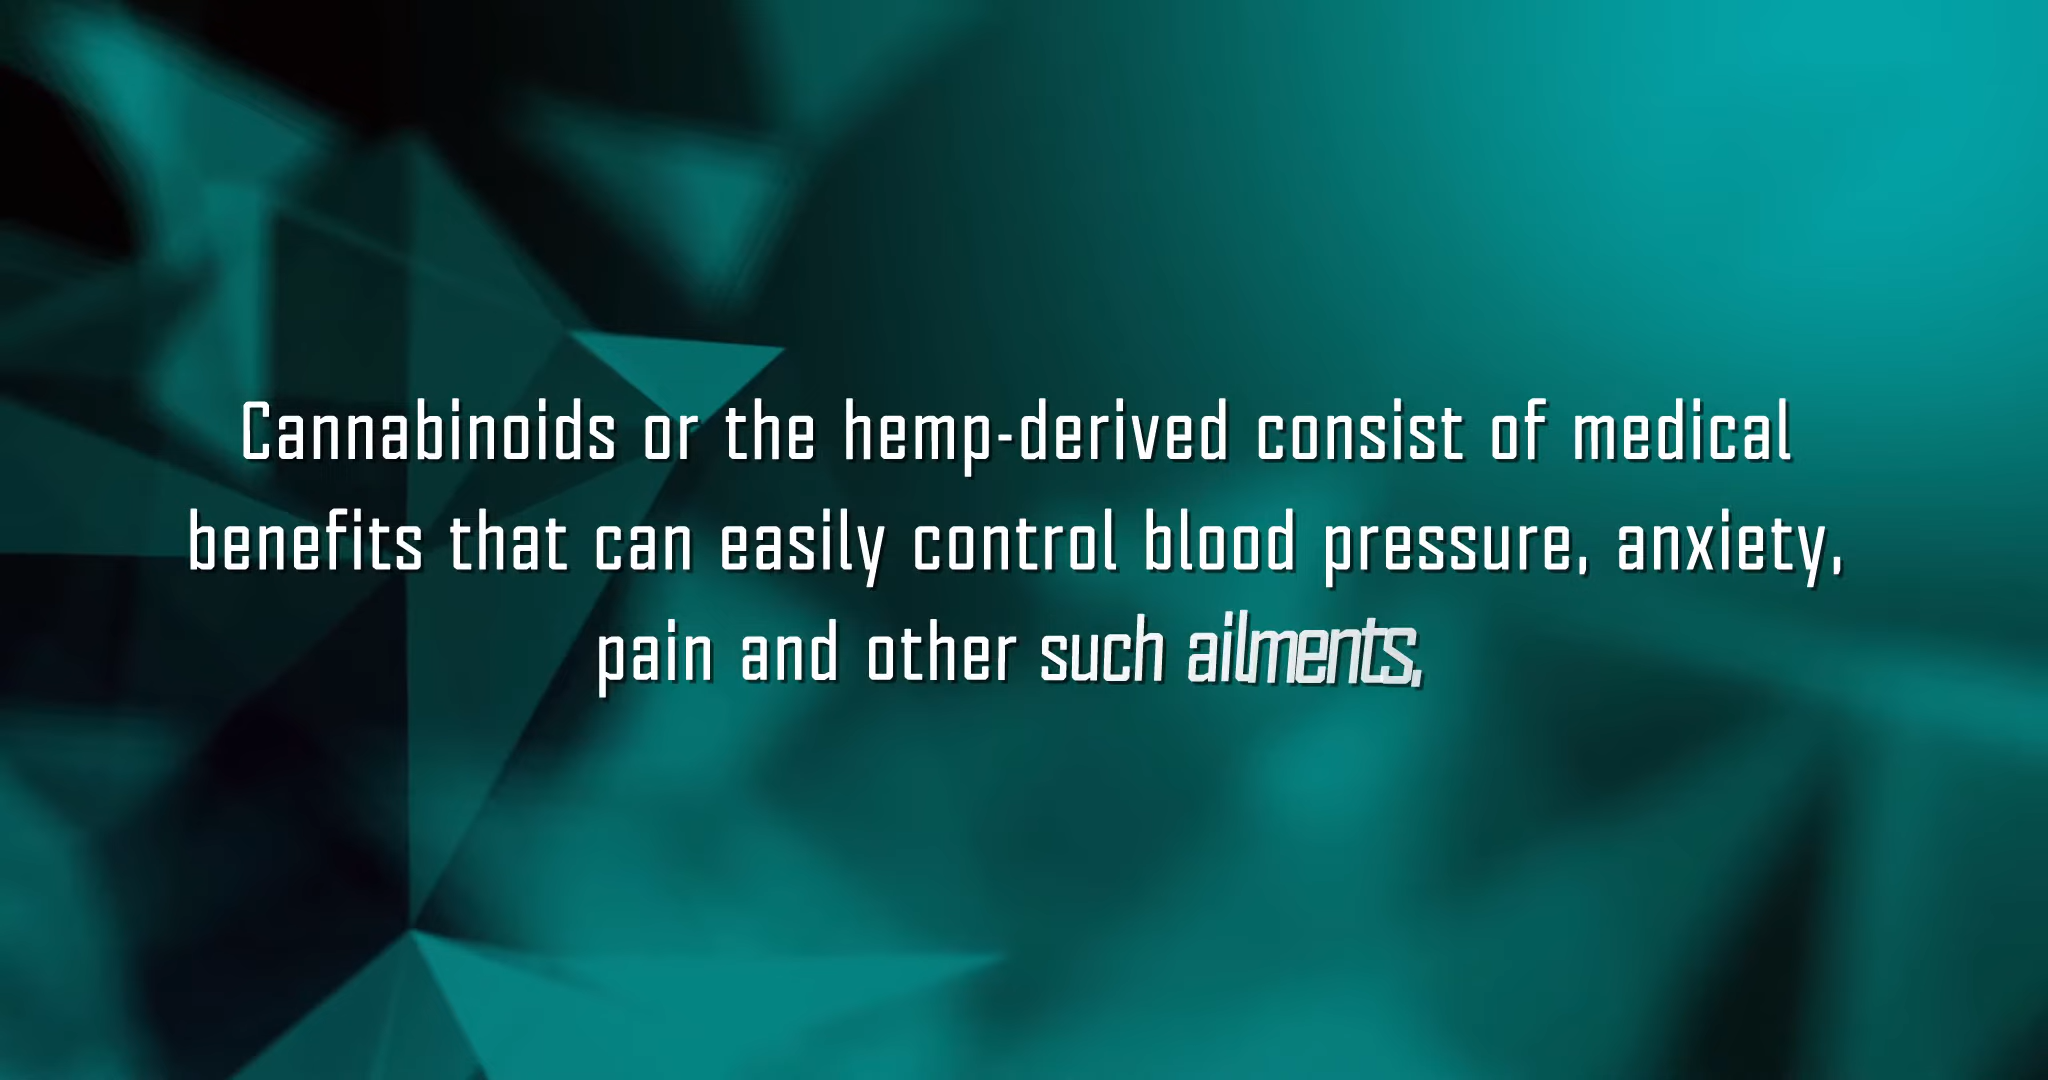 Cannabinoids or the hemp-derived consist of medical
benefits that can easily control blood pressure, anxiety,
pain and other such ailments.